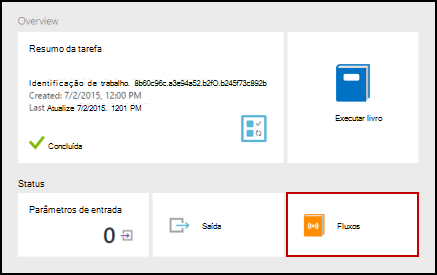 Overview
Resumo da tarefa
Identificação de trabalho. 8b60c96c.a3e94a52.b2f0.b245f73c892b
Created: 7/2/2015, 12:00 PM
Last Atualize 7/2/2015, 1201 PM
Concluída
Executar livro
Status
Parâmetros de entrada
0
Saída
Fluxos